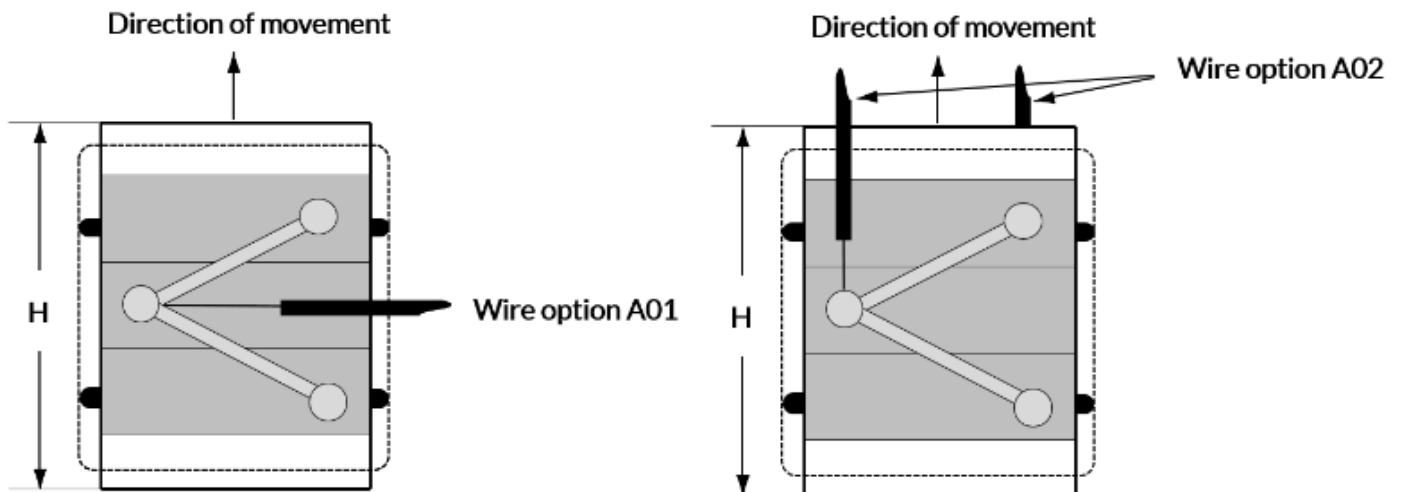 Direction of movement
Direction of movement
Wire option A02
H
Wire option A01
H